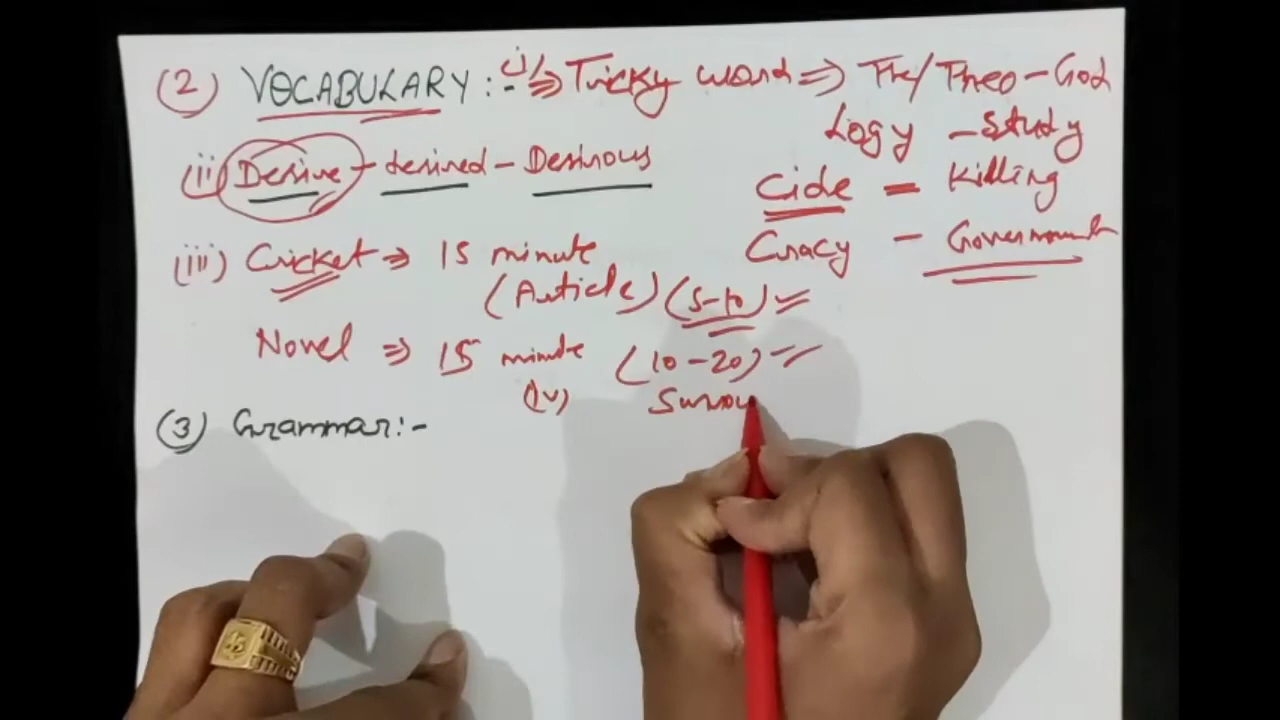 (2) VOCABULARY :- (i) ⇒ Tricky word ⇒ The/Theo - God
Logy - Study
(ii) Desire - desired - Desirous
Cide = Killing
Cracy - Government
(iii) Cricket ⇒ 15 minute
(Article) (5-10)
Novel ⇒ 15 minute (10-20)
(iv) Surrou
(3) Grammar :-